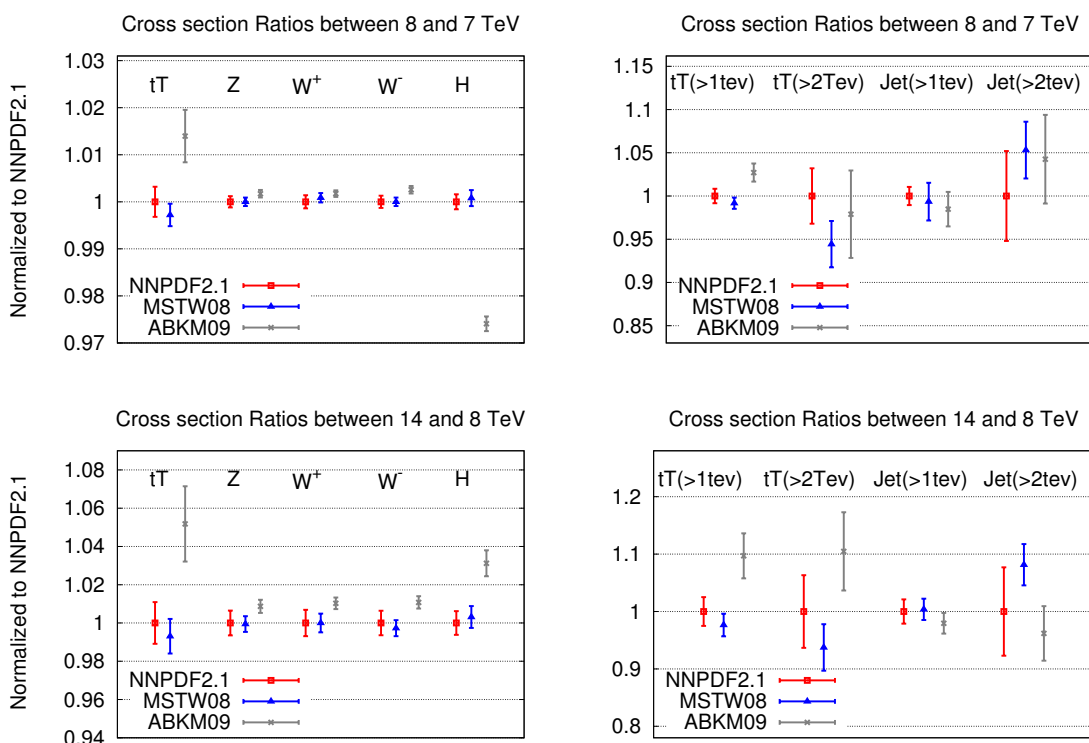 Cross section Ratios between 8 and 7 TeV
Normalized to NNPDF2.1
1.03
1.02
1.01
1
0.99
0.98
0.97
tT Z W+ W- H
NNPDF2.1
MSTW08
ABKM09
Cross section Ratios between 8 and 7 TeV
1.15
1.1
1.05
1
0.95
0.9
0.85
tT(>1tev) tT(>2Tev) Jet(>1tev) Jet(>2tev)
NNPDF2.1
MSTW08
ABKM09
Cross section Ratios between 14 and 8 TeV
Normalized to NNPDF2.1
1.08
1.06
1.04
1.02
1
0.98
0.96
0.94
tT Z W+ W- H
NNPDF2.1
MSTW08
ABKM09
Cross section Ratios between 14 and 8 TeV
1.2
1.1
1
0.9
0.8
tT(>1tev) tT(>2Tev) Jet(>1tev) Jet(>2tev)
NNPDF2.1
MSTW08
ABKM09